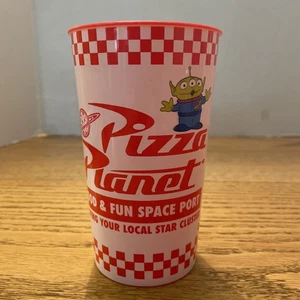 Pizza
Planet
& FUN SPACE PORT
YOUR LOCAL STAR